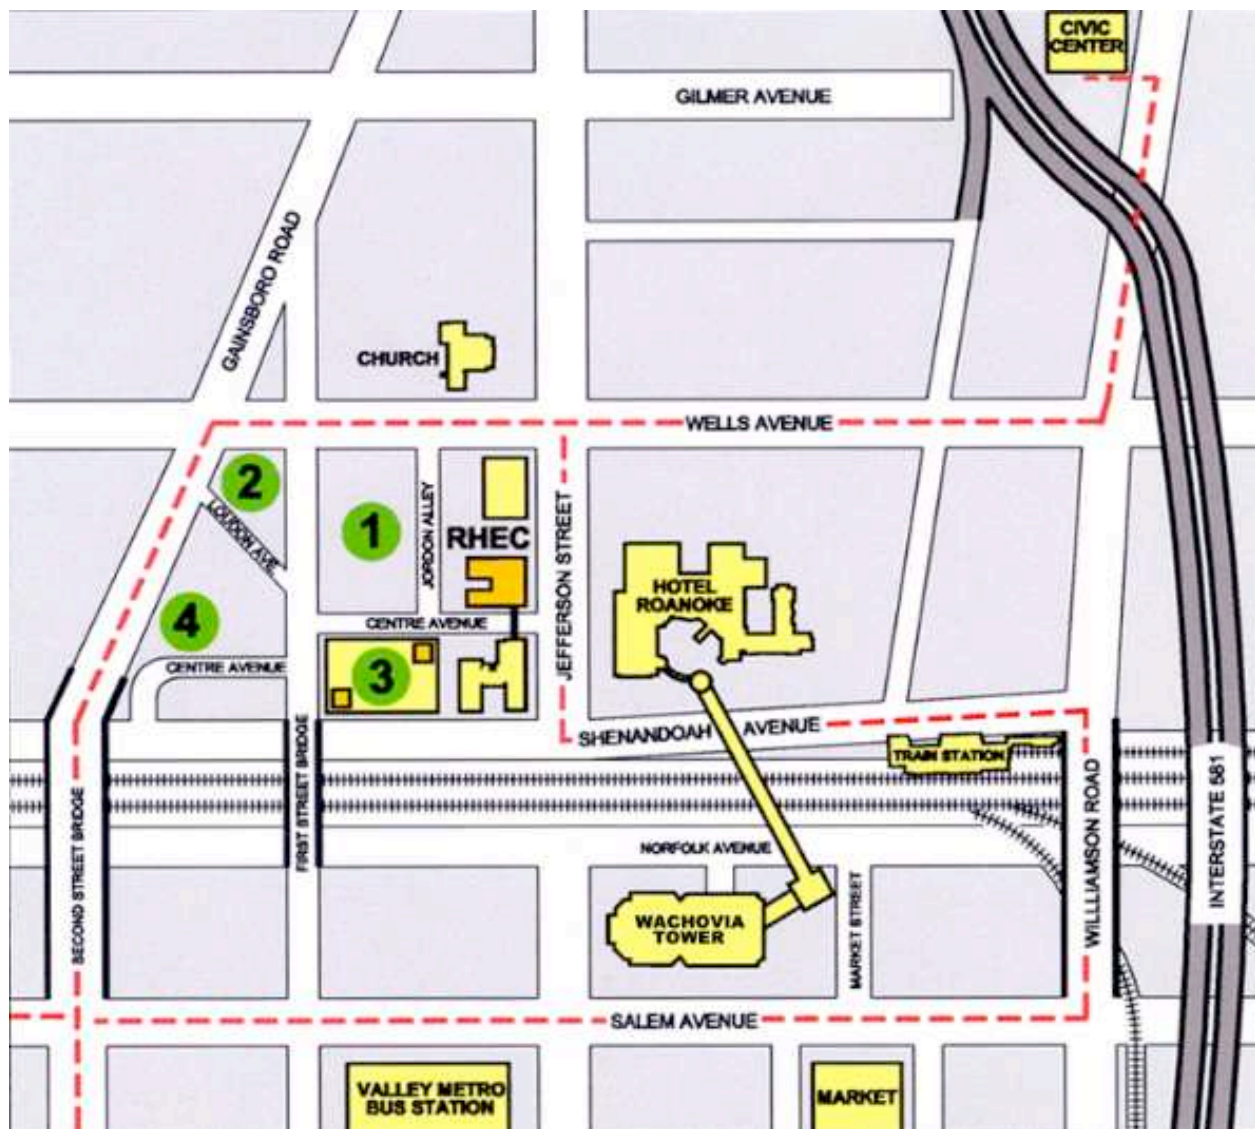 CIVIC
CENTER
GILMER AVENUE
GAINSBORO ROAD
CHURCH
WELLS AVENUE
2
LOUDON AVE.
1
JORDON ALLEY
RHEC
JEFFERSON STREET
HOTEL
ROANOKE
4
CENTRE AVENUE
CENTRE AVENUE
3
SHENANDOAH AVENUE
TRAIN STATION
FIRST STREET BRIDGE
SECOND STREET BRIDGE
NORFOLK AVENUE
WILLLIAMSON ROAD
INTERSTATE 581
WACHOVIA
TOWER
MARKET STREET
SALEM AVENUE
VALLEY METRO
BUS STATION
MARKET